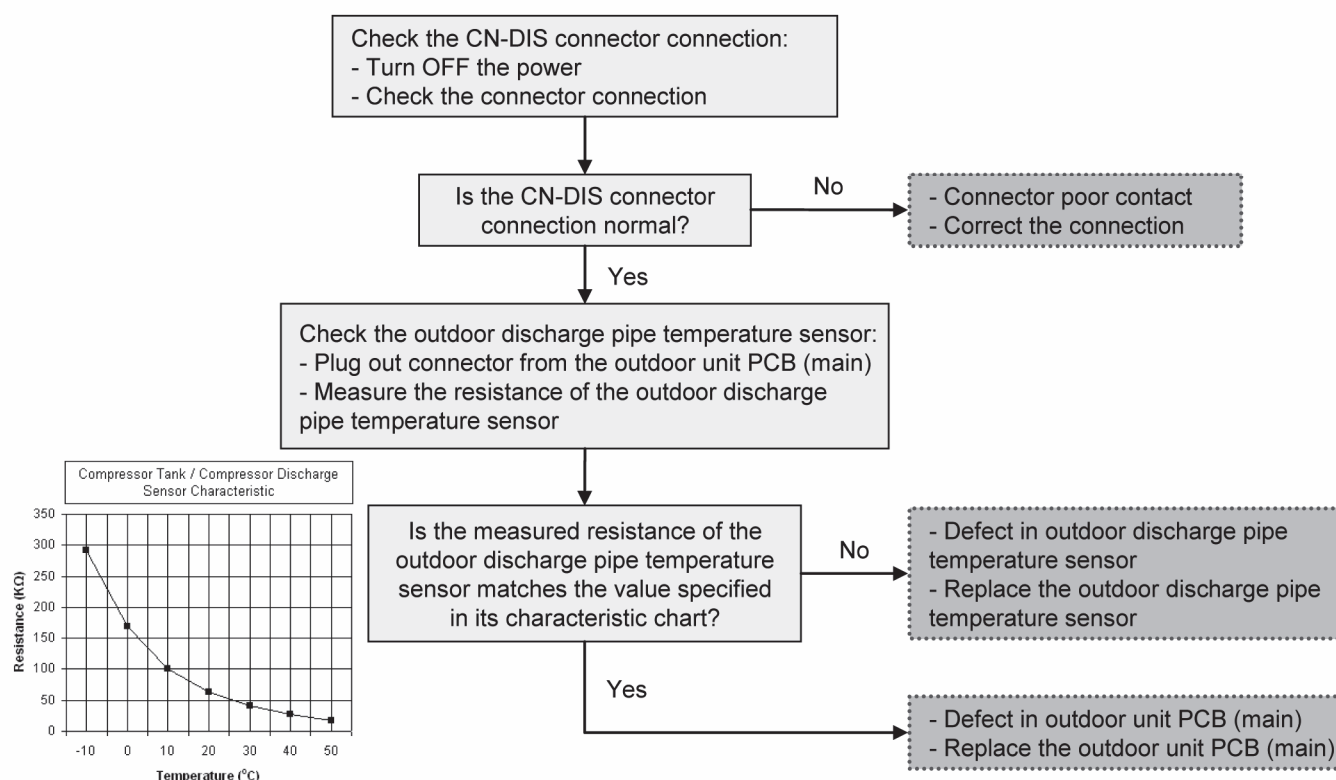 Check the CN-DIS connector connection:
- Turn OFF the power
- Check the connector connection
Is the CN-DIS connector
connection normal?
No
- Connector poor contact
- Correct the connection
Yes
Check the outdoor discharge pipe temperature sensor:
- Plug out connector from the outdoor unit PCB (main)
- Measure the resistance of the outdoor discharge
pipe temperature sensor
Compressor Tank / Compressor Discharge
Sensor Characteristic
350
300
250
200
150
100
50
0
Resistance (KΩ)
-10 0 10 20 30 40 50
Temperature (°C)
Is the measured resistance of the
outdoor discharge pipe temperature
sensor matches the value specified
in its characteristic chart?
No
- Defect in outdoor discharge pipe
temperature sensor
- Replace the outdoor discharge pipe
temperature sensor
Yes
- Defect in outdoor unit PCB (main)
- Replace the outdoor unit PCB (main)